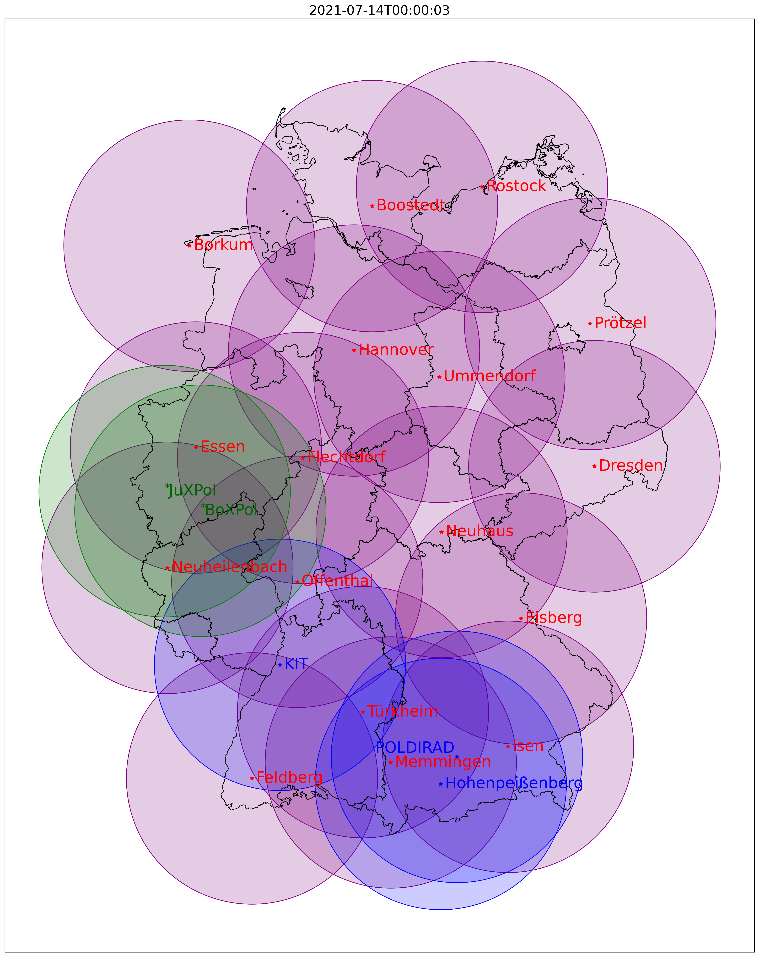 2021-07-14T00:00:03
Rostock
Boostedt
Borkum
Prötzel
Hannover
Ummendorf
Essen
Flechtdorf
Dresden
JuXPol
BoXPol
Neuhaus
Neuheilenbach
Offenthal
Eisberg
KIT
Türkheim
POLDIRAD
Isen
Memmingen
Feldberg
Hohenpeißenberg